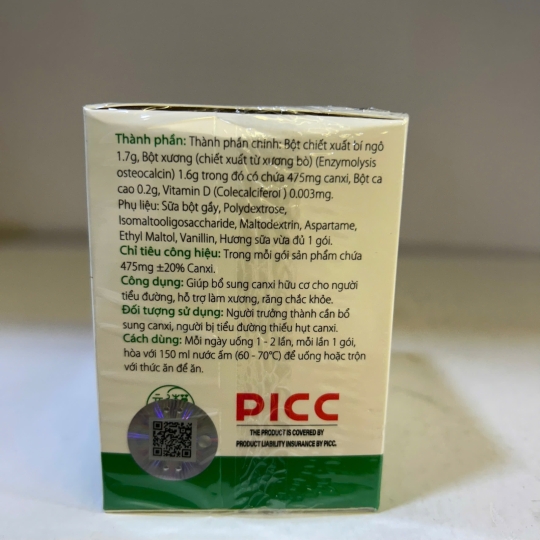 Thành phần: Thành phần chính: Bột chiết xuất bí ngô
1.7g, Bột xương (chiết xuất từ xương bò) (Enzymolysis
osteocalcin) 1.6g trong đó có chứa 475mg canxi, Bột ca
cao 0.2g, Vitamin D (Colecalciferol ) 0.003mg.
Phụ liệu: Sữa bột gầy, Polydextrose,
Isomaltooligosaccharide, Maltodextrin, Aspartame,
Ethyl Maltol, Vanillin, Hương sữa vừa đủ 1 gói.
Chỉ tiêu công hiệu: Trong mỗi gói sản phẩm chứa
475mg ±20% Canxi.
Công dụng: Giúp bổ sung canxi hữu cơ cho người
tiểu đường, hỗ trợ làm xương, răng chắc khỏe.
Đối tượng sử dụng: Người trưởng thành cần bổ
sung canxi, người bị tiểu đường thiếu hụt canxi.
Cách dùng: Mỗi ngày uống 1 - 2 lần, mỗi lần 1 gói,
hòa với 150 ml nước ấm (60 - 70°C) để uống hoặc trộn
với thức ăn để ăn.
PICC
THE PRODUCT IS COVERED BY
PRODUCT LIABILITY INSURANCE BY PICC.